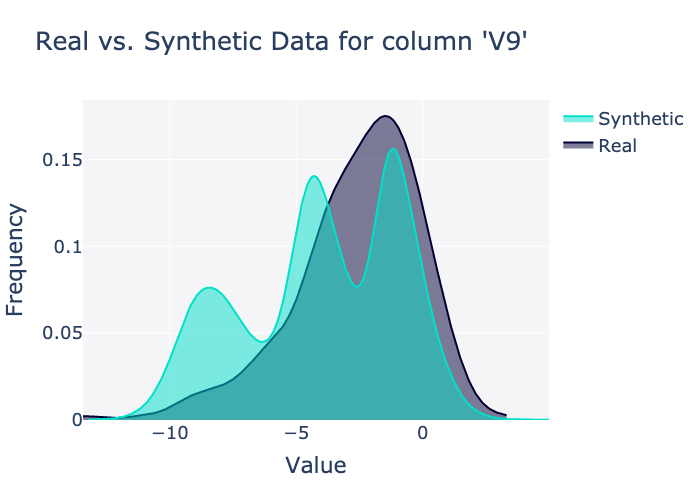 Real vs. Synthetic Data for column 'V9'
Synthetic
Real
0.15
0.1
0.05
0
Frequency
−10
−5
0
Value